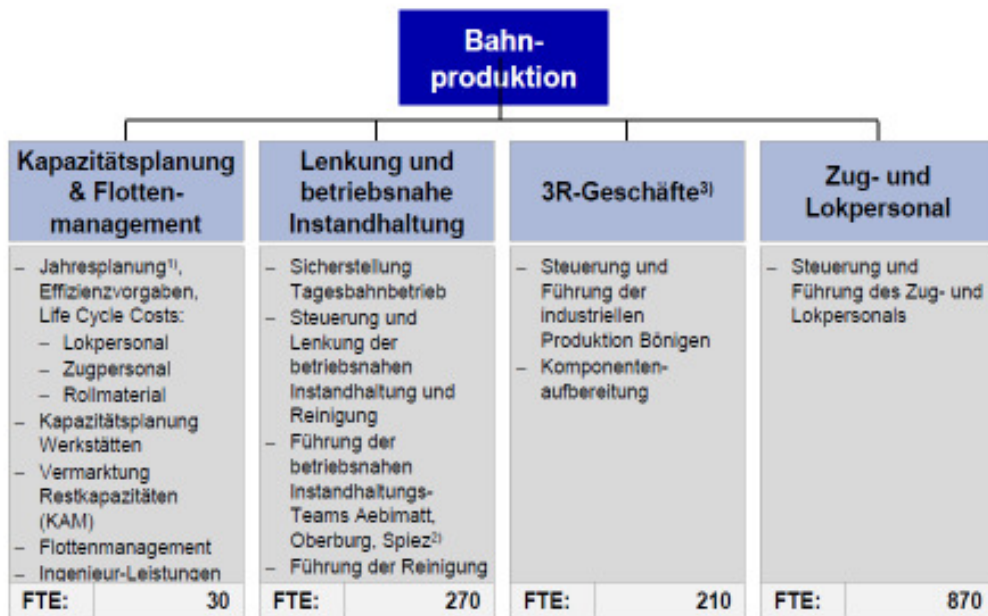 Bahn-
produktion
Kapazitätsplanung
& Flotten-
management
– Jahresplanung¹⁾,
Effizienzvorgaben,
Life Cycle Costs:
– Lokpersonal
– Zugpersonal
– Rollmaterial
– Kapazitätsplanung
Werkstätten
– Vermarktung
Restkapazitäten
(KAM)
– Flottenmanagement
– Ingenieur-Leistungen
FTE: 30
Lenkung und
betriebsnahe
Instandhaltung
– Sicherstellung
Tagesbahnbetrieb
– Steuerung und
Lenkung der
betriebsnahen
Instandhaltung und
Reinigung
– Führung der
betriebsnahen
Instandhaltungs-
Teams Aebimatt,
Oberburg, Spiez²⁾
– Führung der Reinigung
FTE: 270
3R-Geschäfte³⁾
– Steuerung und
Führung der
industriellen
Produktion Bönigen
– Komponenten-
aufbereitung
FTE: 210
Zug- und
Lokpersonal
– Steuerung und
Führung des Zug- und
Lokpersonals
FTE: 870